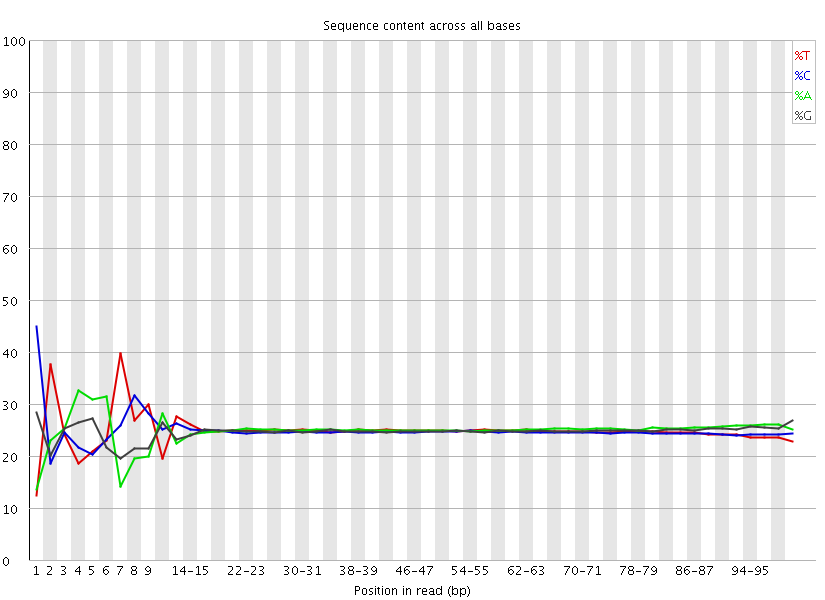 Sequence content across all bases
100
90
80
70
60
50
40
30
20
10
0
%T
%C
%A
%G
1 2 3 4 5 6 7 8 9 14-15 22-23 30-31 38-39 46-47 54-55 62-63 70-71 78-79 86-87 94-95
Position in read (bp)